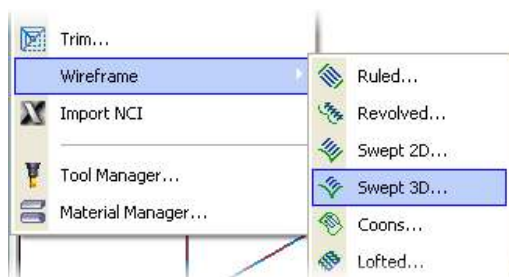 Trim...
Wireframe
Import NCI
Tool Manager...
Material Manager...
Ruled...
Revolved...
Swept 2D...
Swept 3D...
Coons...
Lofted...